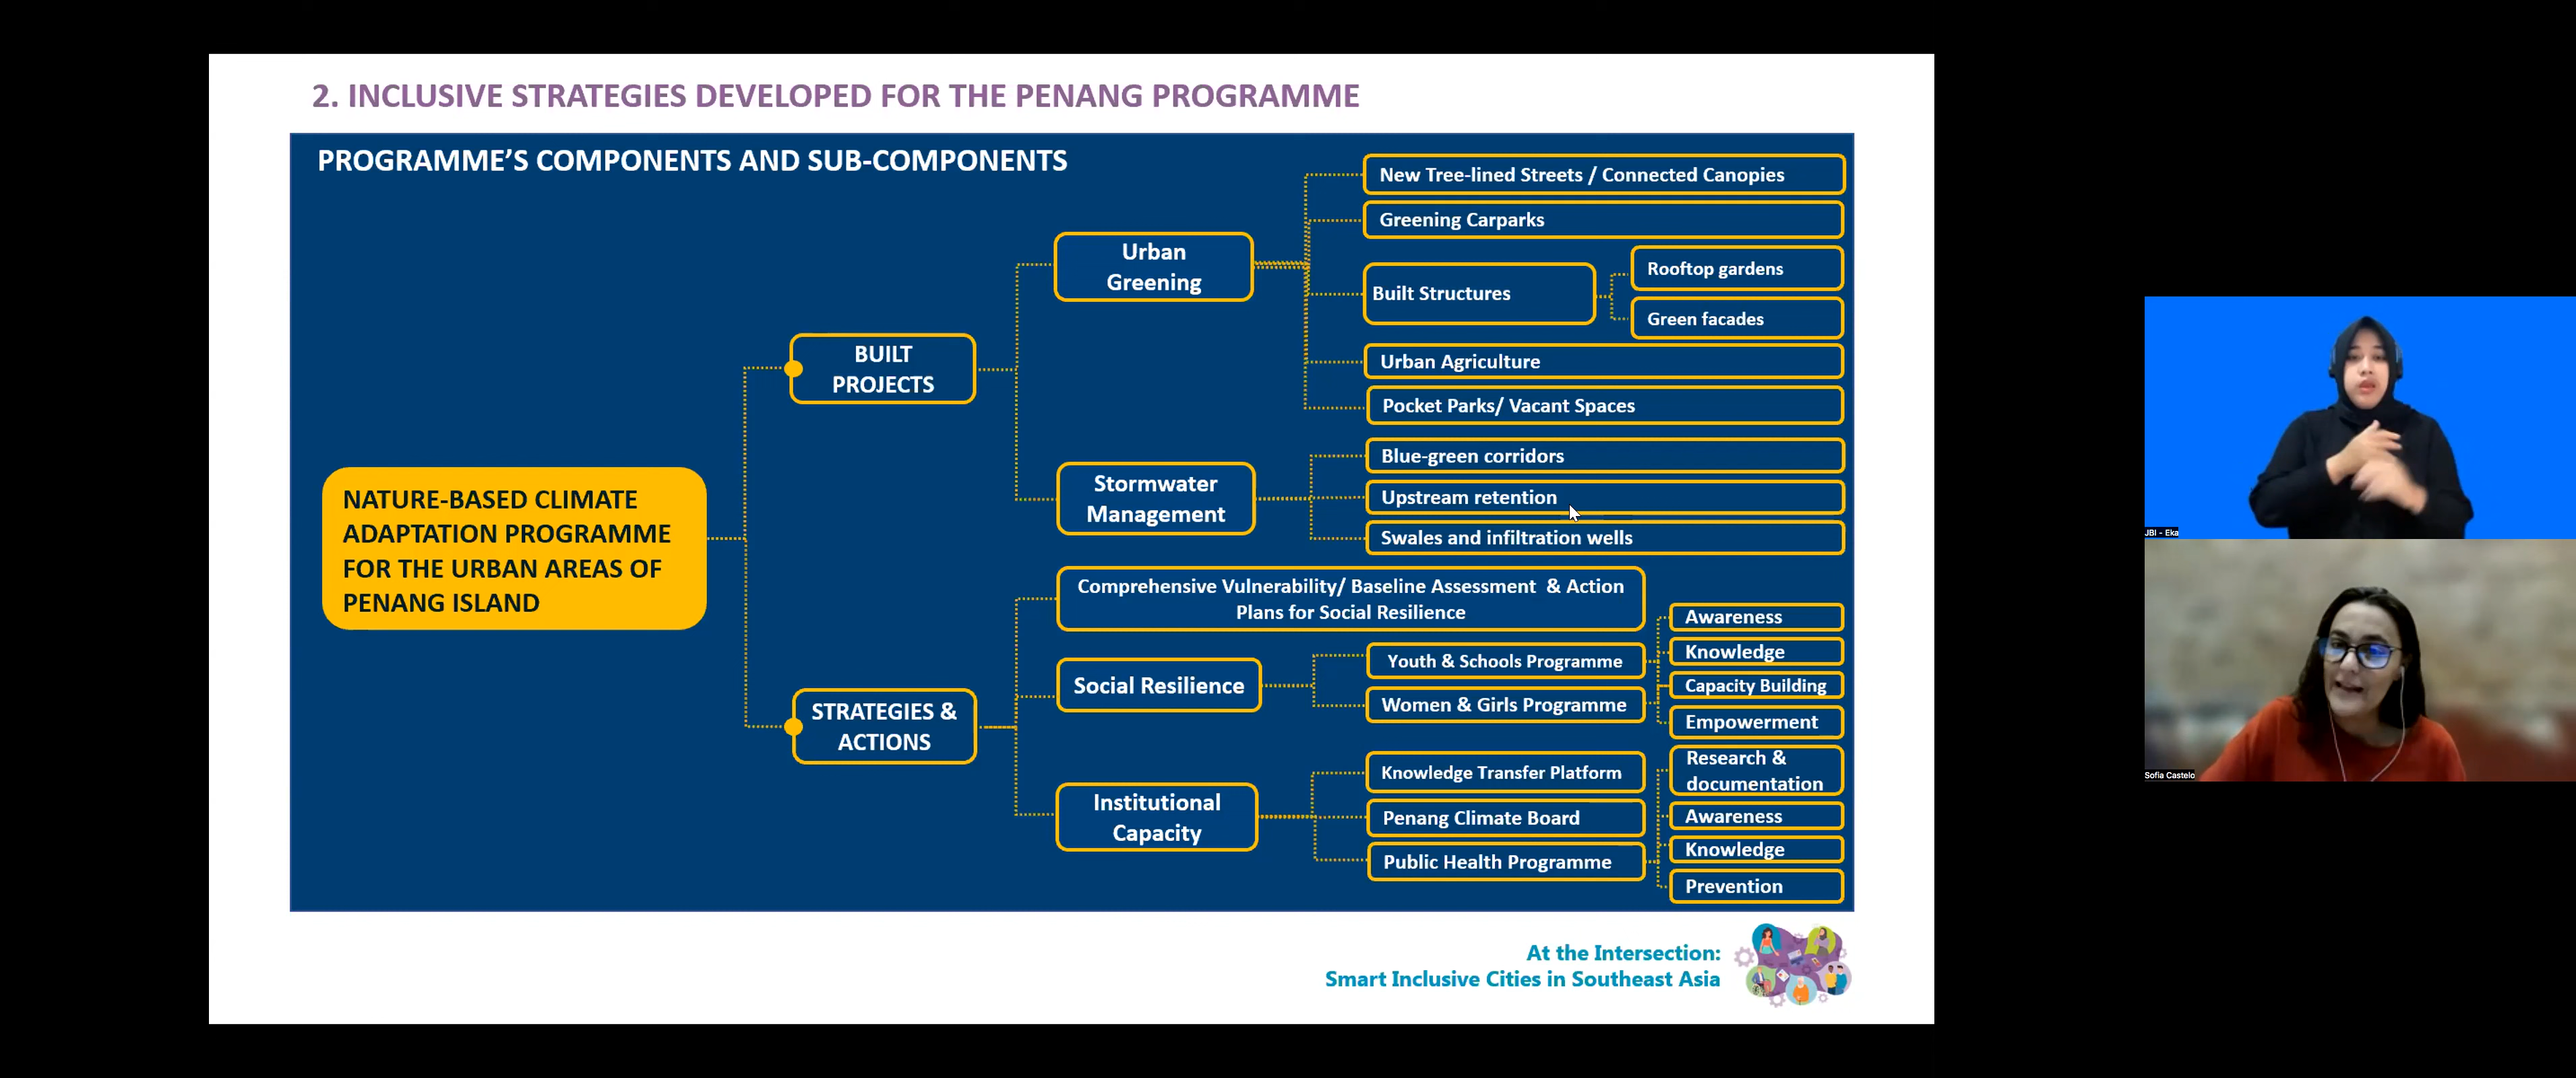 2. INCLUSIVE STRATEGIES DEVELOPED FOR THE PENANG PROGRAMME
PROGRAMME’S COMPONENTS AND SUB-COMPONENTS
NATURE-BASED CLIMATE
ADAPTATION PROGRAMME
FOR THE URBAN AREAS OF
PENANG ISLAND
BUILT
PROJECTS
Urban
Greening
New Tree-lined Streets / Connected Canopies
Greening Carparks
Built Structures
Rooftop gardens
Green facades
Urban Agriculture
Pocket Parks/ Vacant Spaces
Stormwater
Management
Blue-green corridors
Upstream retention
Swales and infiltration wells
STRATEGIES &
ACTIONS
Comprehensive Vulnerability/ Baseline Assessment & Action
Plans for Social Resilience
Social Resilience
Youth & Schools Programme
Women & Girls Programme
Awareness
Knowledge
Capacity Building
Empowerment
Institutional
Capacity
Knowledge Transfer Platform
Penang Climate Board
Public Health Programme
Research &
documentation
Awareness
Knowledge
Prevention
At the Intersection:
Smart Inclusive Cities in Southeast Asia
JBI - Eka
Sofia Castelo